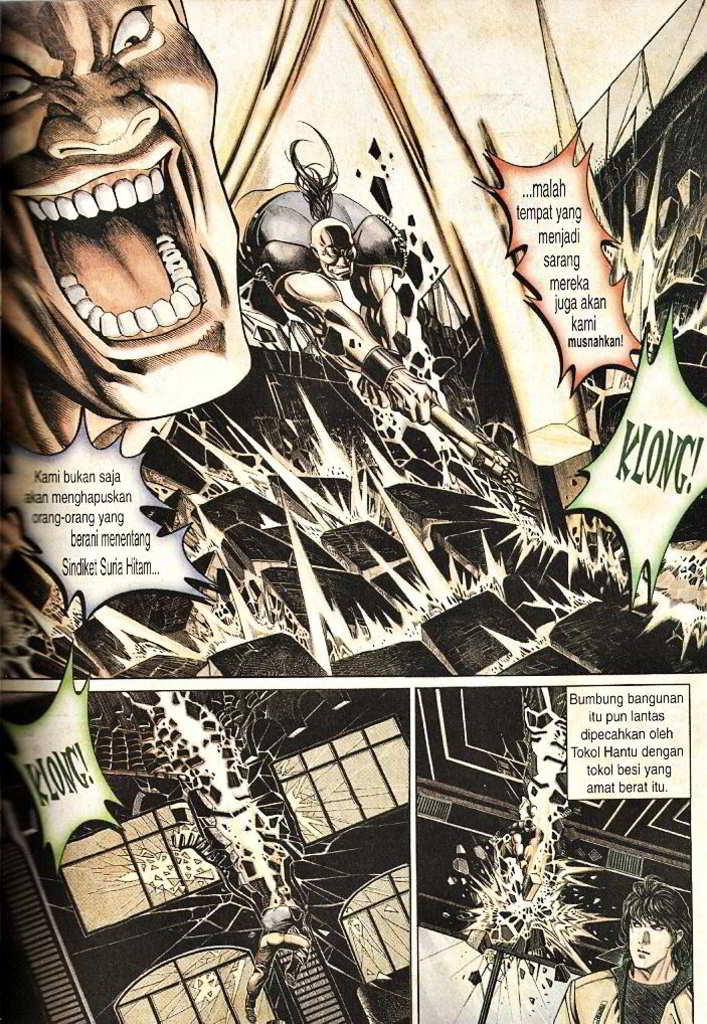 Kami bukan saja
akan menghapuskan
orang-orang yang
berani menentang
Sindiket Suria Hitam...
...malah
tempat yang
menjadi
sarang
mereka
juga akan
kami
musnahkan!
KLONG!
KLONG!
Bumbung bangunan
itu pun lantas
dipecahkan oleh
Tokol Hantu dengan
tokol besi yang
amat berat itu.